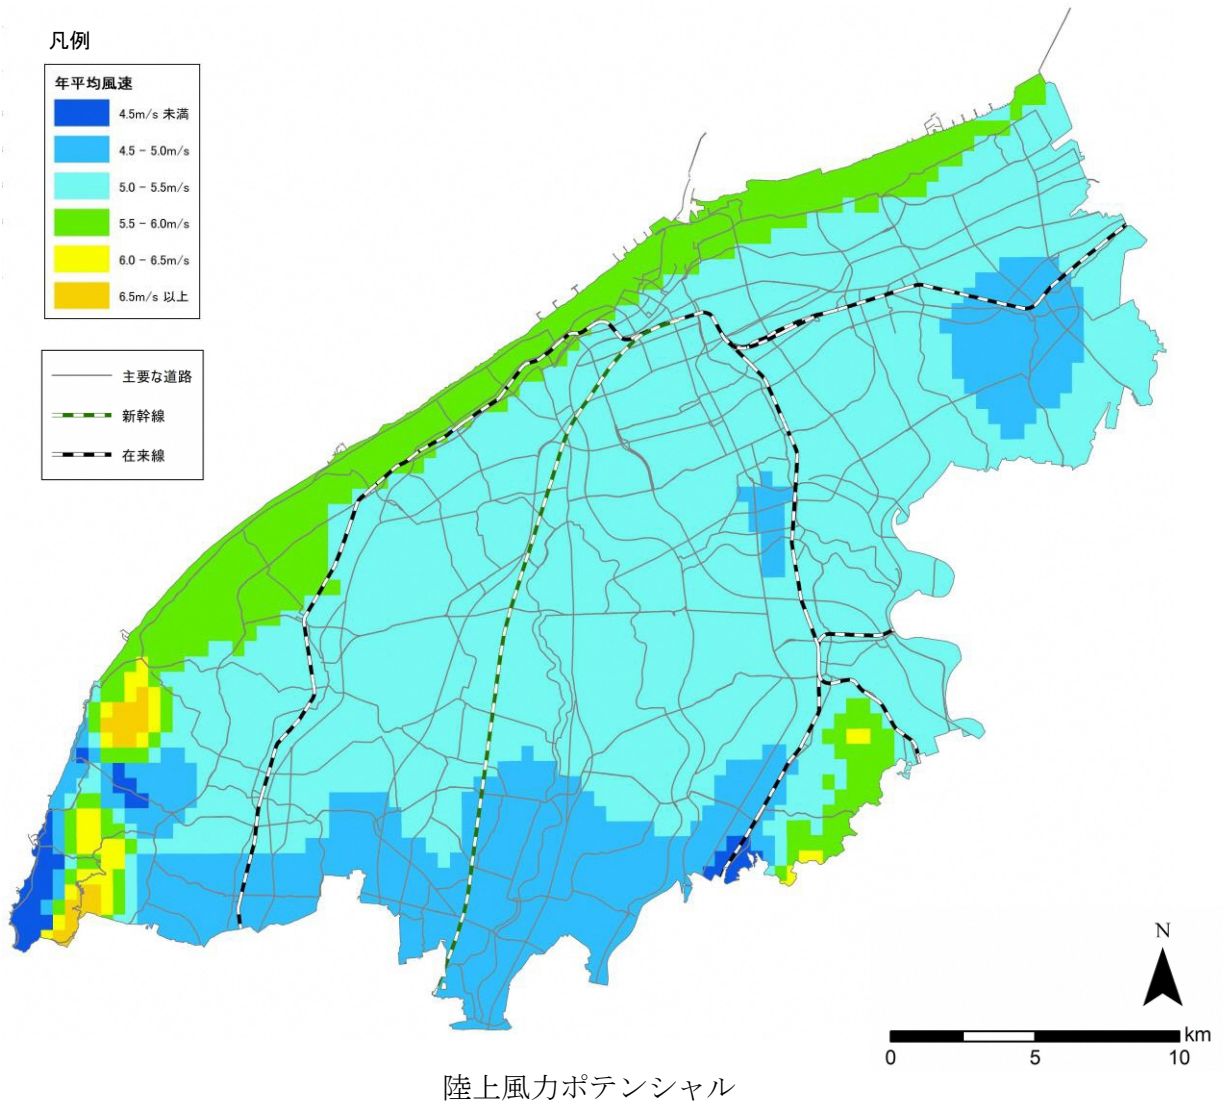 凡例
年平均風速
4.5m/s 未満
4.5 - 5.0m/s
5.0 - 5.5m/s
5.5 - 6.0m/s
6.0 - 6.5m/s
6.5m/s 以上
主要な道路
新幹線
在来線
N
km
0 5 10
陸上風力ポテンシャル